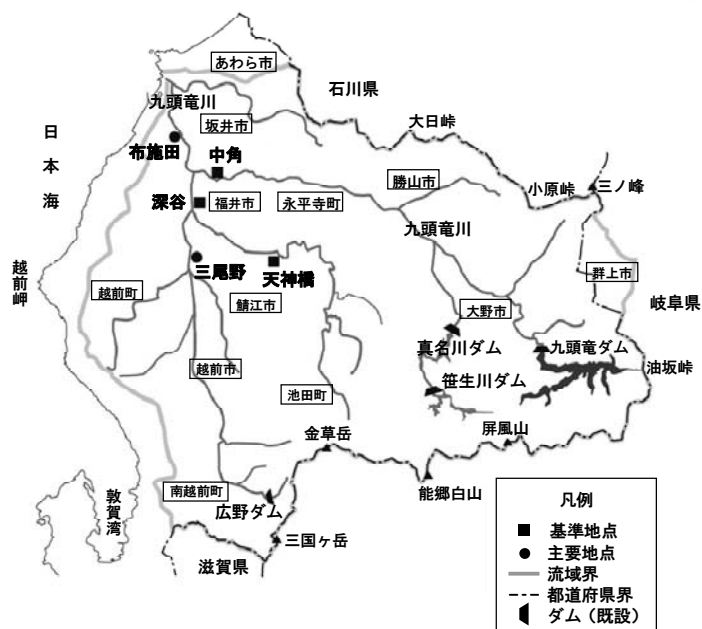 あわら市
石川県
九頭竜川
日本海
坂井市
大日峠
布施田
中角
勝山市
小原峠
三ノ峰
深谷
福井市
永平寺町
九頭竜川
越前岬
三尾野
天神橋
群上市
越前町
鯖江市
大野市
岐阜県
真名川ダム
九頭竜ダム
油坂峠
越前市
笹生川ダム
池田町
金草岳
屏風山
能郷白山
敦賀湾
南越前町
広野ダム
三国ヶ岳
滋賀県
凡例
基準地点
主要地点
流域界
都道府県界
ダム（既設）